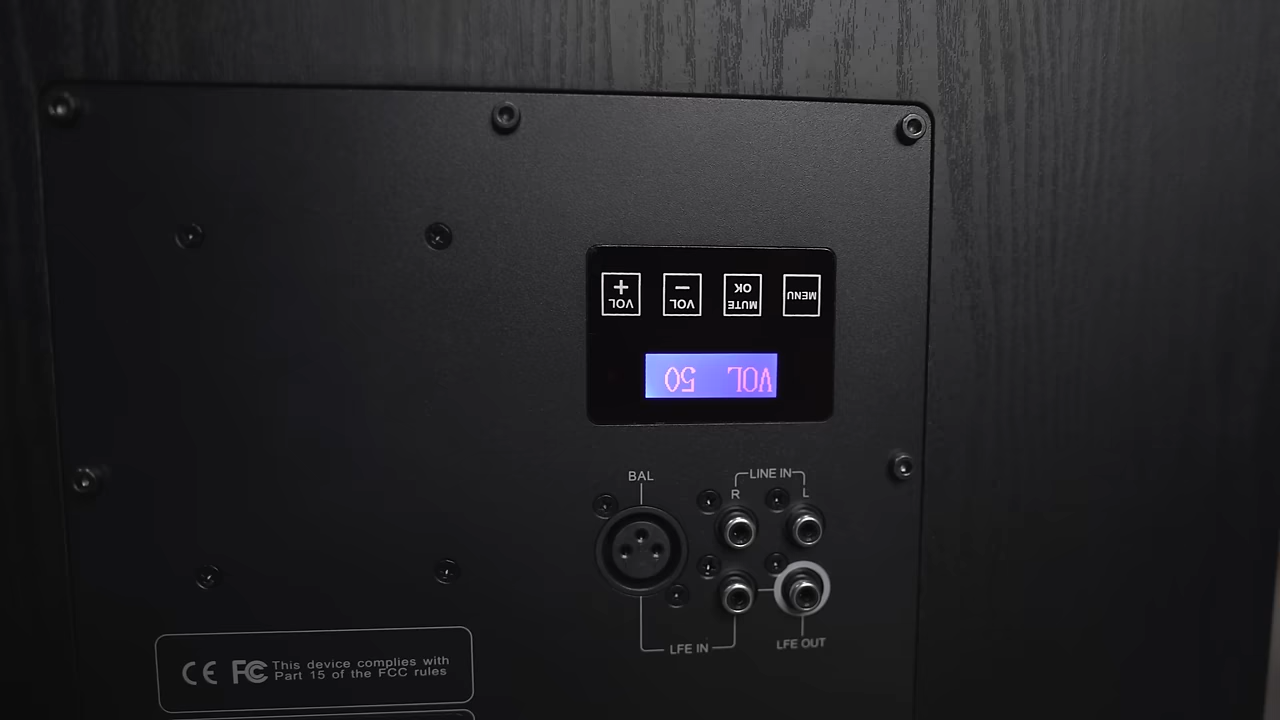 MENU
MUTE
OK
VOL
−
VOL
+
VOL 50
BAL
LINE IN
R
L
LFE IN
LFE OUT
CE FC This device complies with
Part 15 of the FCC rules